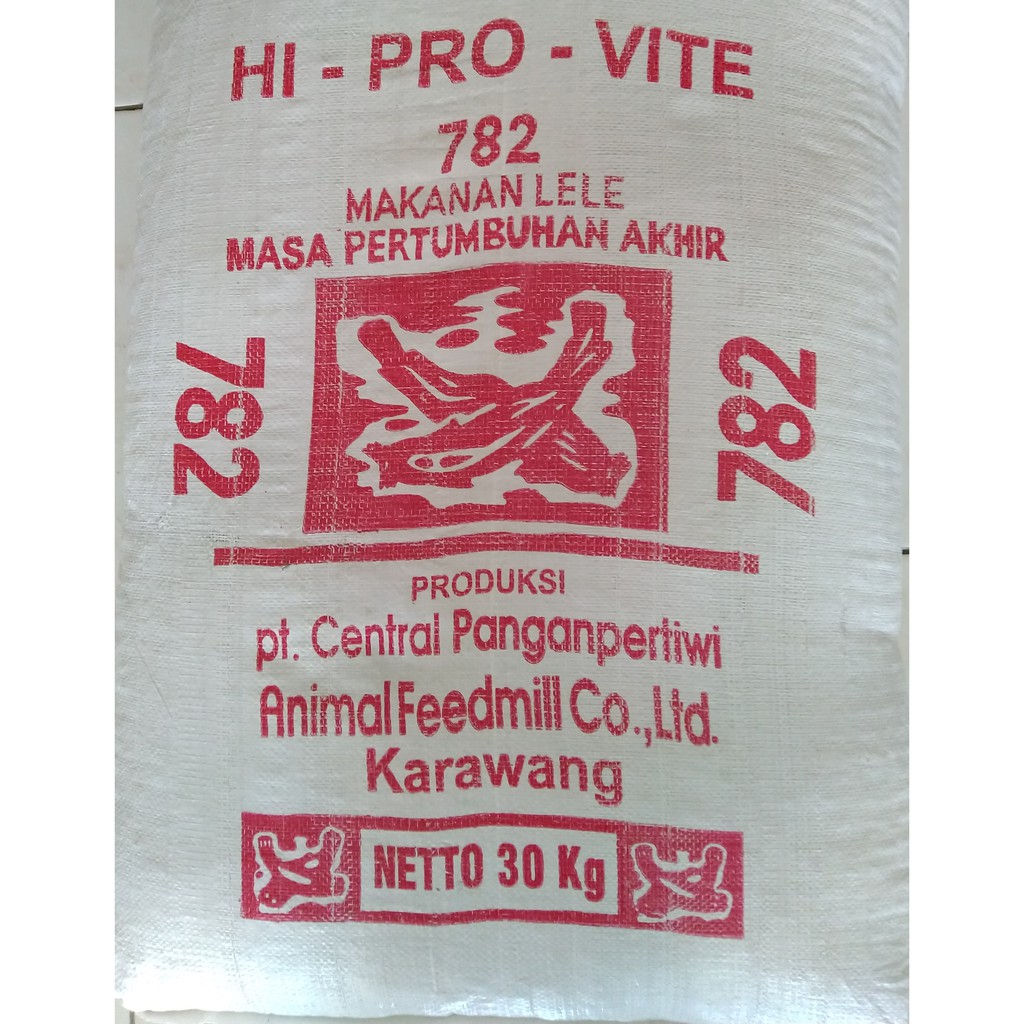 HI - PRO - VITE
782
MAKANAN LELE
MASA PERTUMBUHAN AKHIR
782
782
PRODUKSI
pt. Central Panganpertiwi
Animal Feedmill Co.,Ltd.
Karawang
NETTO 30 Kg